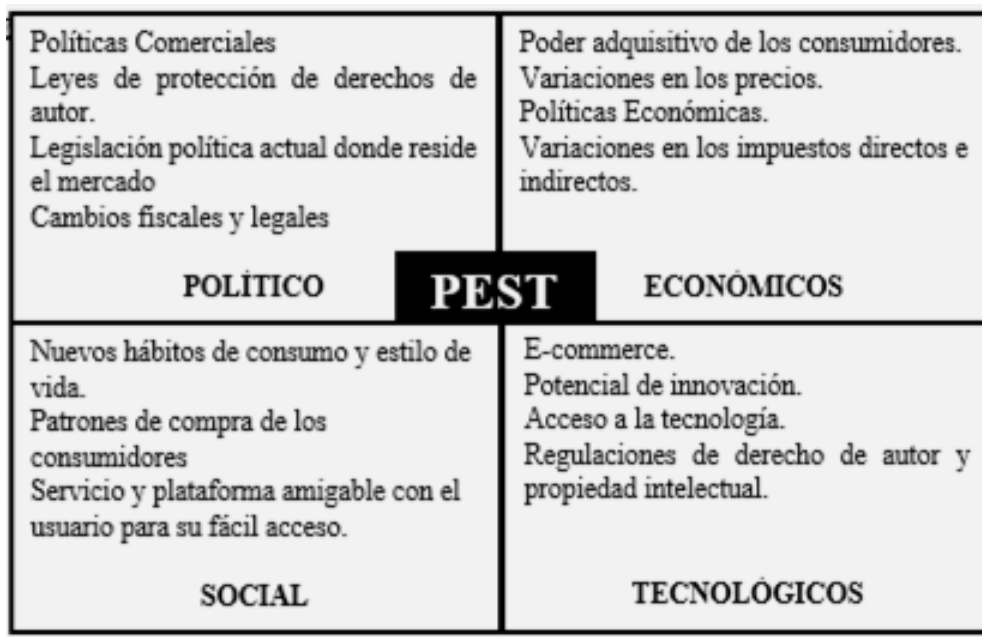 Políticas Comerciales
Leyes de protección de derechos de
autor.
Legislación política actual donde reside
el mercado
Cambios fiscales y legales
POLÍTICO
Poder adquisitivo de los consumidores.
Variaciones en los precios.
Políticas Económicas.
Variaciones en los impuestos directos e
indirectos.
ECONÓMICOS
PEST
Nuevos hábitos de consumo y estilo de
vida.
Patrones de compra de los
consumidores
Servicio y plataforma amigable con el
usuario para su fácil acceso.
SOCIAL
E-commerce.
Potencial de innovación.
Acceso a la tecnología.
Regulaciones de derecho de autor y
propiedad intelectual.
TECNOLÓGICOS